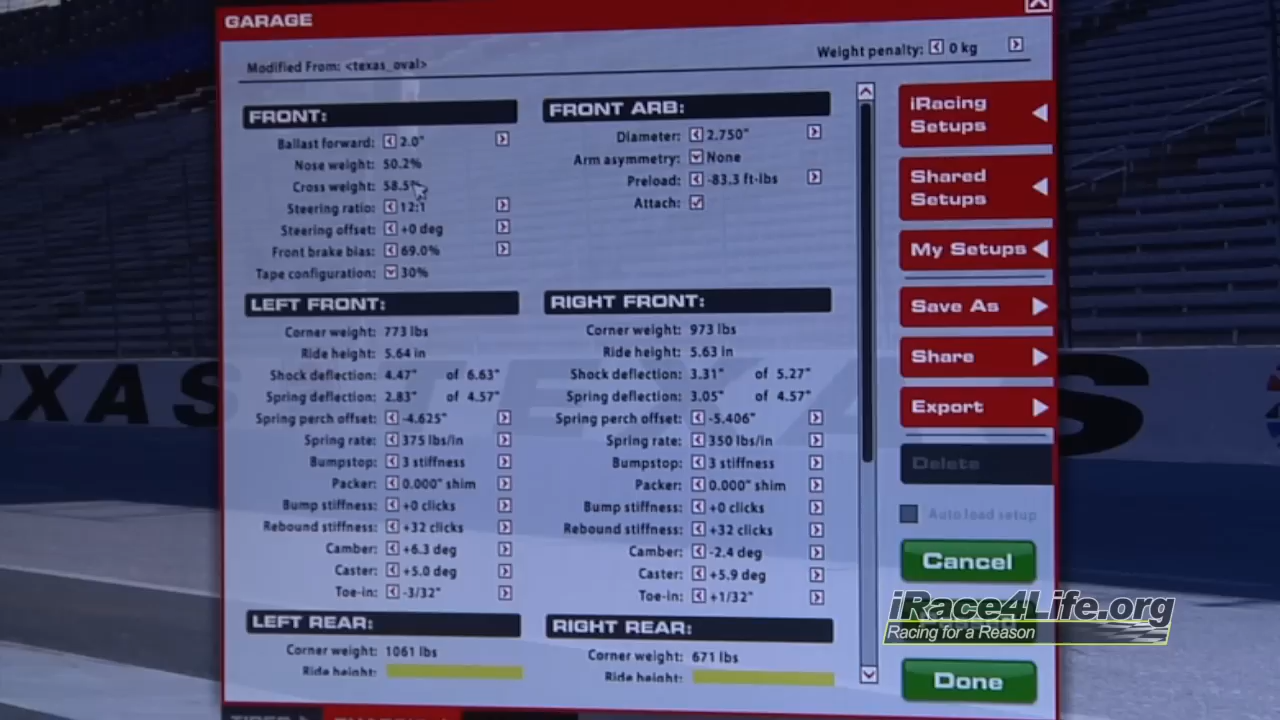 GARAGE
Modified From: <texas_oval>
Weight penalty: 0 kg
FRONT:
Ballast forward: 2.0"
Nose weight: 50.2%
Cross weight: 58.5%
Steering ratio: 12:1
Steering offset: +0 deg
Front brake bias: 69.0%
Tape configuration: 30%
FRONT ARB:
Diameter: 2.750"
Arm asymmetry: None
Preload: -83.3 ft-lbs
Attach:
LEFT FRONT:
Corner weight: 773 lbs
Ride height: 5.64 in
Shock deflection: 4.47" of 6.63"
Spring deflection: 2.83" of 4.57"
Spring perch offset: -4.625"
Spring rate: 375 lbs/in
Bumpstop: 3 stiffness
Packer: 0.000" shim
Bump stiffness: +0 clicks
Rebound stiffness: +32 clicks
Camber: +6.3 deg
Caster: +5.0 deg
Toe-in: -3/32"
RIGHT FRONT:
Corner weight: 973 lbs
Ride height: 5.63 in
Shock deflection: 3.31" of 5.27"
Spring deflection: 3.05" of 4.57"
Spring perch offset: -5.406"
Spring rate: 350 lbs/in
Bumpstop: 3 stiffness
Packer: 0.000" shim
Bump stiffness: +0 clicks
Rebound stiffness: +32 clicks
Camber: -2.4 deg
Caster: +5.9 deg
Toe-in: +1/32"
LEFT REAR:
Corner weight: 1061 lbs
Ride height:
RIGHT REAR:
Corner weight: 671 lbs
Ride height:
iRacing
Setups
Shared
Setups
My Setups
Save As
Share
Export
Delete
Auto load setup
Cancel
iRace4Life.org
Racing for a Reason
Done
XAS
TEXAS